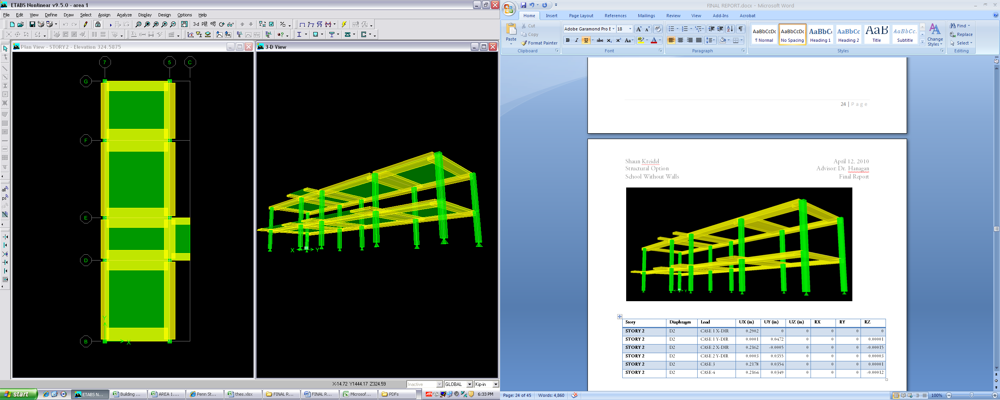 ETABS Nonlinear v9.5.0 - area 1
File Edit View Define Draw Select Assign Analyze Display Design Options Help
3-d
Plan View - STORY2 - Elevation 324.5875
7 5 C
G
F
E
D
B
Y
X
all
ps
clr
3-D View
X Y
X-14.72 Y1444.17 Z324.59 Inactive GLOBAL Kip-in
start ETABS N... Building ... AREA 1.... Penn St... thes.xlsx FINAL R... FINAL R... Microsof... PDFs ATI 6:33 PM
FINAL REPORT.docx - Microsoft Word
Home Insert Page Layout References Mailings Review View Add-Ins Acrobat
Paste
Cut
Copy
Format Painter
Clipboard
Adobe Garamond Pro E 18
B I U abc x₂ x² Aa
Font
Paragraph
AaBbCcDc AaBbCcDc AaBbC( AaBbCc AaB AaBbCc.
¶ Normal No Spacing Heading 1 Heading 2 Title Subtitle
Styles
Change Styles
Find
Replace
Select
Editing
24 | Page
Shaun Kreidel April 12, 2010
Structural Option Advisor: Dr. Hanagan
School Without Walls Final Report
Y
Story Diaphragm Load UX (in) UY (in) UZ (in) RX RY RZ
STORY 2 D2 CASE 1 X-DIR 0.2902 0 0 0 0 0
STORY 2 D2 CASE 1 Y-DIR 0.0001 0.0472 0 0 0 0.00001
STORY 2 D2 CASE 2 X-DIR 0.2162 -0.0005 0 0 0 -0.00015
STORY 2 D2 CASE 2 Y-DIR 0.0003 0.0355 0 0 0 0.00003
STORY 2 D2 CASE 3 0.2178 0.0354 0 0 0 0.00001
STORY 2 D2 CASE 4 0.2164 0.0349 0 0 0 -0.00012
Page: 24 of 45 Words: 4,860 100%